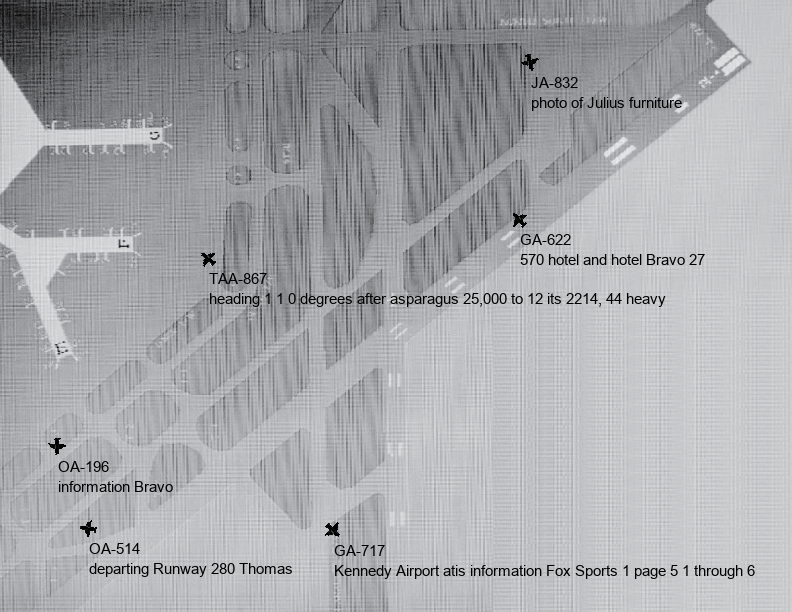 JA-832
photo of Julius furniture
GA-622
570 hotel and hotel Bravo 27
TAA-867
heading 1 1 0 degrees after asparagus 25,000 to 12 its 2214, 44 heavy
OA-196
information Bravo
OA-514
departing Runway 280 Thomas
GA-717
Kennedy Airport atis information Fox Sports 1 page 5 1 through 6